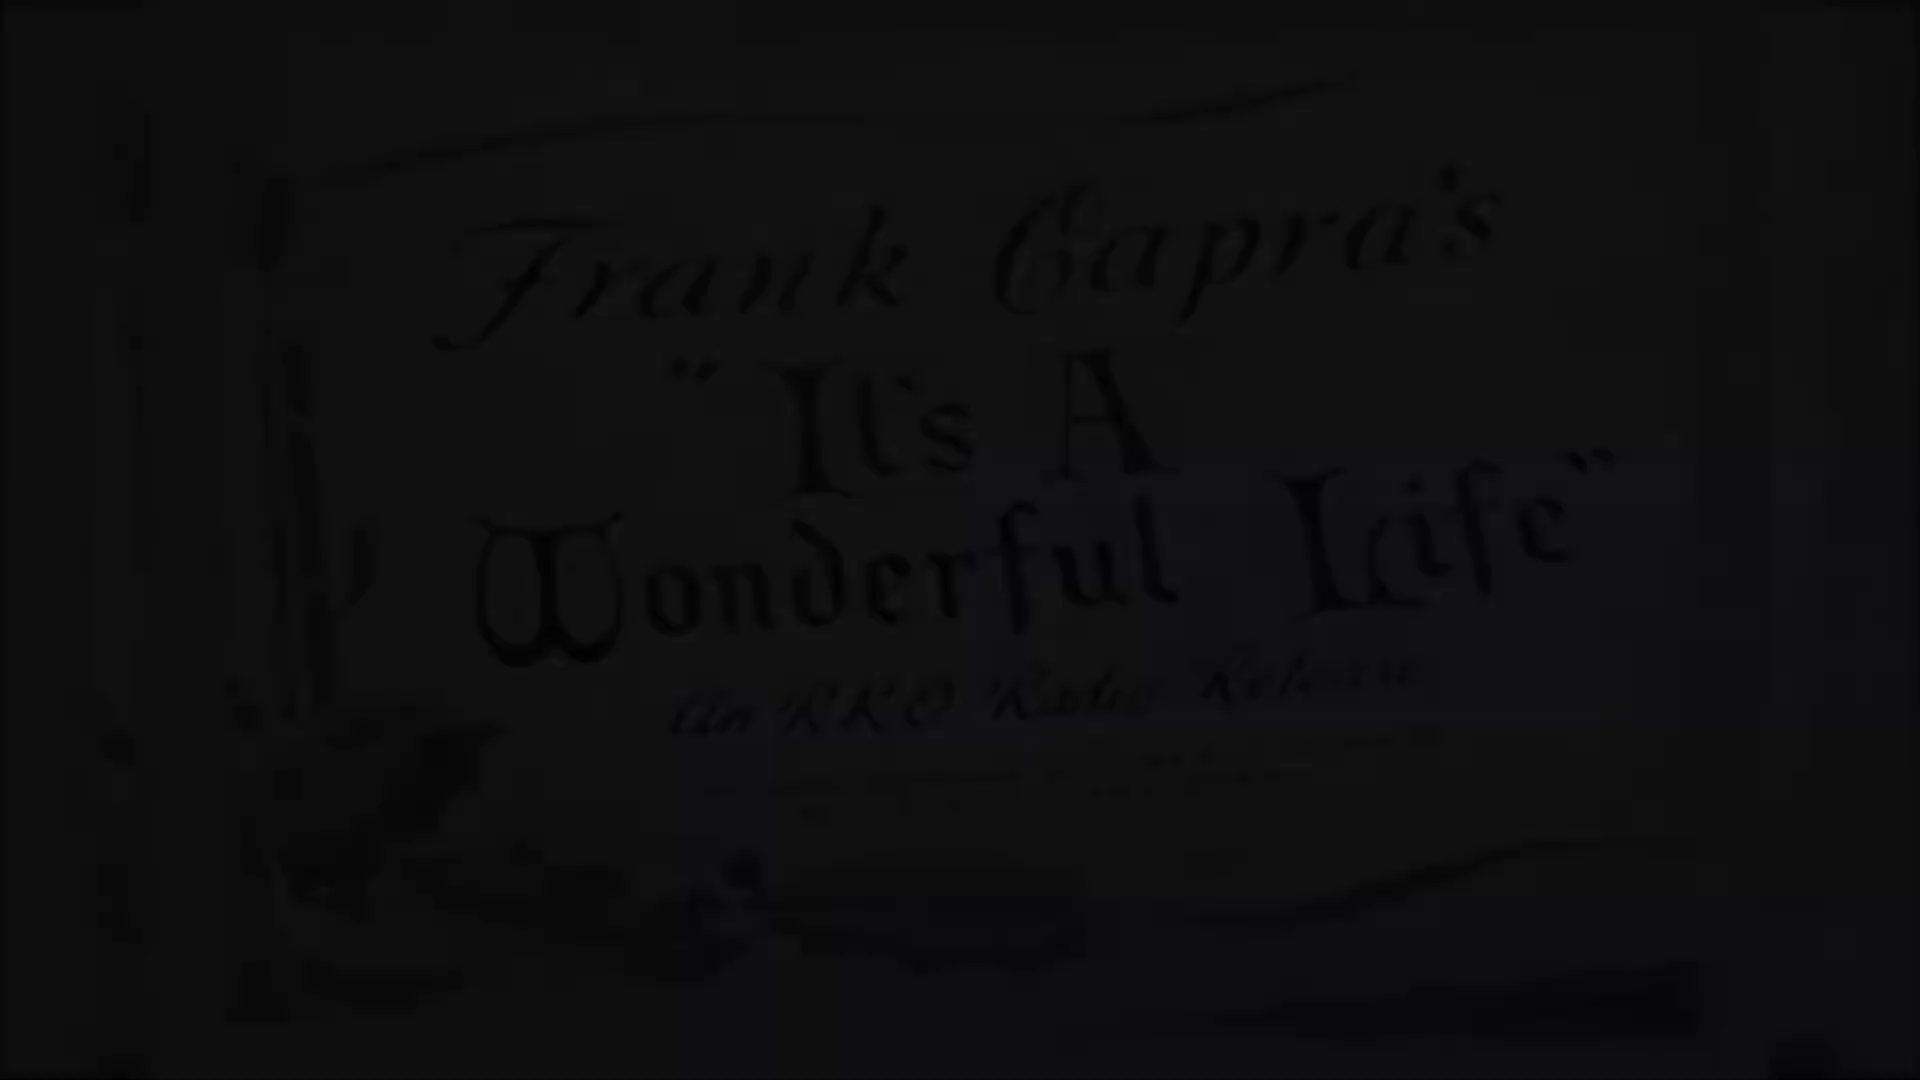 Frank Capra's
"It's A
Wonderful Life"
An RKO Radio Release